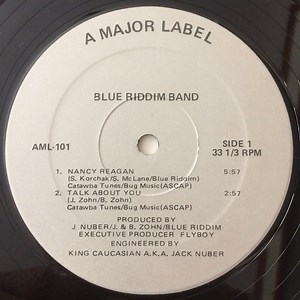 A MAJOR LABEL
BLUE RIDDIM BAND
AML-101
SIDE 1
33 1/3 RPM
1. NANCY REAGAN 5:57
(S. Korchak/S. McLane/Blue Riddim)
Catawba Tunes/Bug Music(ASCAP)
2. TALK ABOUT YOU 2:57
(J. Zohn/B. Zohn)
Catawba Tunes/Bug Music(ASCAP)
PRODUCED BY
J. NUBER/J. & B. ZOHN/BLUE RIDDIM
EXECUTIVE PRODUCER FLYBOY
ENGINEERED BY
KING CAUCASIAN A.K.A. JACK NUBER